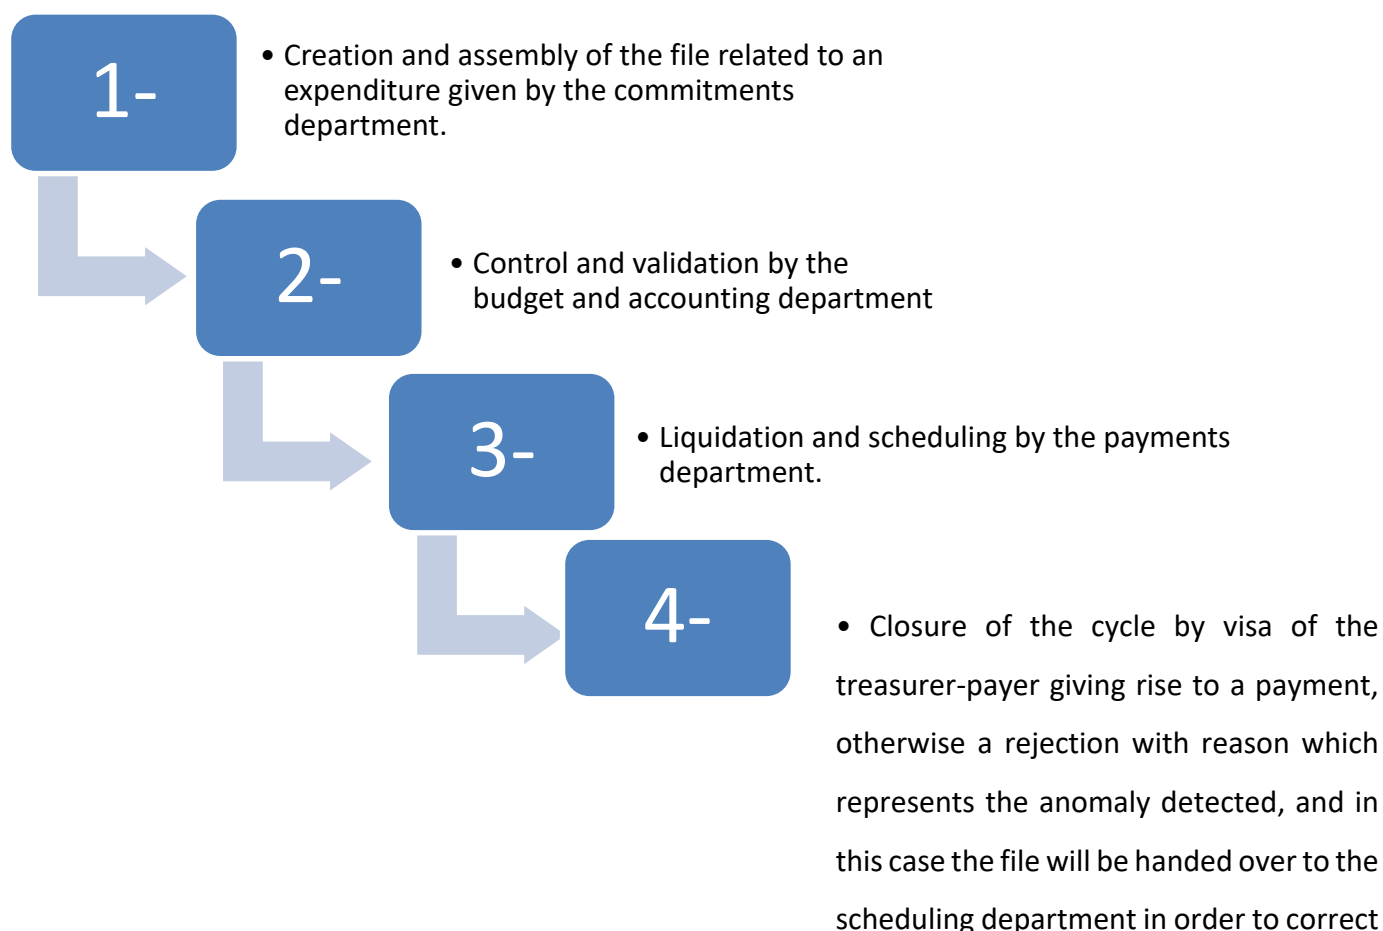 1-
• Creation and assembly of the file related to an
expenditure given by the commitments
department.
2-
• Control and validation by the
budget and accounting department
3-
• Liquidation and scheduling by the payments
department.
4-
• Closure of the cycle by visa of the
treasurer-payer giving rise to a payment,
otherwise a rejection with reason which
represents the anomaly detected, and in
this case the file will be handed over to the
scheduling department in order to correct